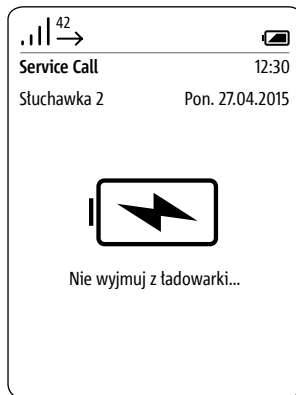 42
Service Call 12:30
Słuchawka 2 Pon. 27.04.2015
Nie wyjmuj z ładowarki...